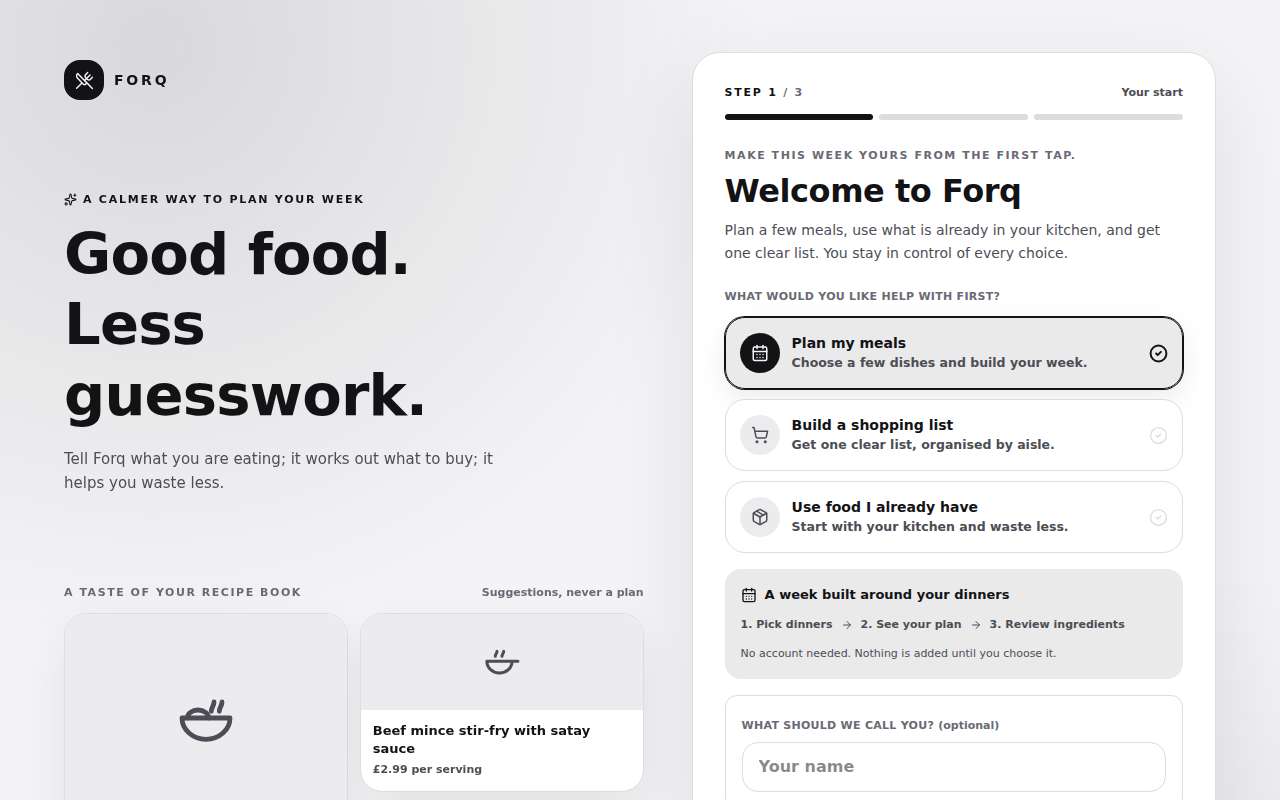 FORQ
A CALMER WAY TO PLAN YOUR WEEK
Good food.
Less
guesswork.
Tell Forq what you are eating; it works out what to buy; it
helps you waste less.
A TASTE OF YOUR RECIPE BOOK
Suggestions, never a plan
Beef mince stir-fry with satay
sauce
£2.99 per serving
STEP 1 / 3
Your start
MAKE THIS WEEK YOURS FROM THE FIRST TAP.
Welcome to Forq
Plan a few meals, use what is already in your kitchen, and get
one clear list. You stay in control of every choice.
WHAT WOULD YOU LIKE HELP WITH FIRST?
Plan my meals
Choose a few dishes and build your week.
Build a shopping list
Get one clear list, organised by aisle.
Use food I already have
Start with your kitchen and waste less.
A week built around your dinners
1. Pick dinners → 2. See your plan → 3. Review ingredients
No account needed. Nothing is added until you choose it.
WHAT SHOULD WE CALL YOU? (optional)
Your name